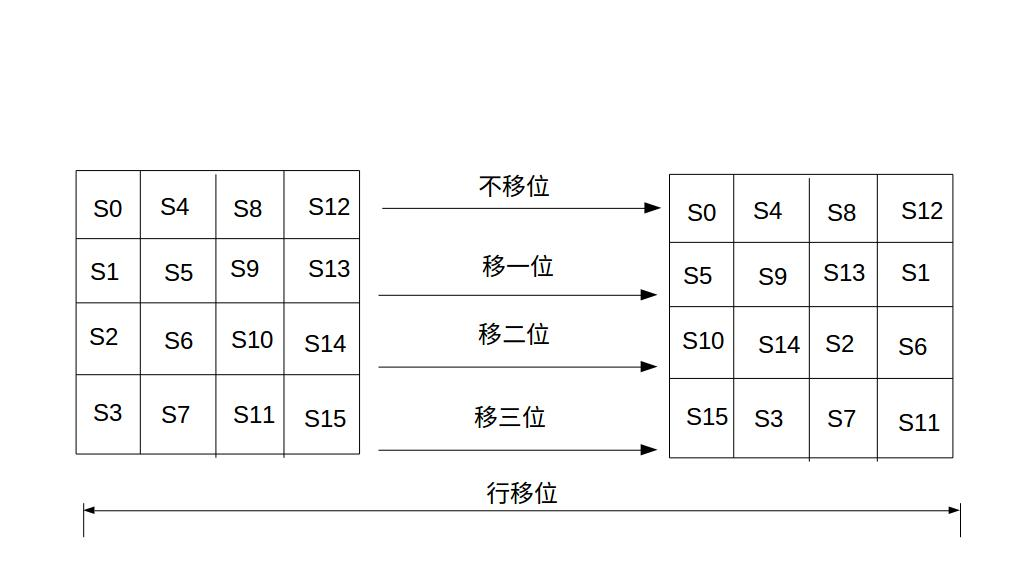 S0 S4 S8 S12 不移位 S0 S4 S8 S12
S1 S5 S9 S13 移一位 S5 S9 S13 S1
S2 S6 S10 S14 移二位 S10 S14 S2 S6
S3 S7 S11 S15 移三位 S15 S3 S7 S11
行移位